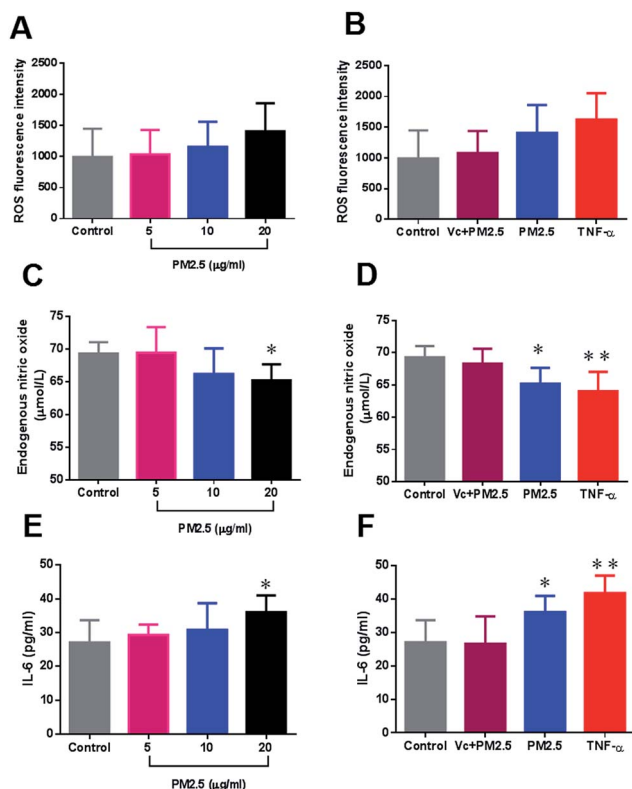 A
ROS fluorescence intensity
2500
2000
1500
1000
500
0
Control
5
10
20
PM2.5 (μg/ml)
B
ROS fluorescence intensity
2500
2000
1500
1000
500
0
Control
Vc+PM2.5
PM2.5
TNF-α
C
Endogenous nitric oxide
(μmol/L)
75
70
65
60
55
50
*
Control
5
10
20
PM2.5 (μg/ml)
D
Endogenous nitric oxide
(μmol/L)
75
70
65
60
55
50
*
**
Control
Vc+PM2.5
PM2.5
TNF-α
E
IL-6 (pg/ml)
50
40
30
20
10
0
*
Control
5
10
20
PM2.5 (μg/ml)
F
IL-6 (pg/ml)
50
40
30
20
10
0
*
**
Control
Vc+PM2.5
PM2.5
TNF-α